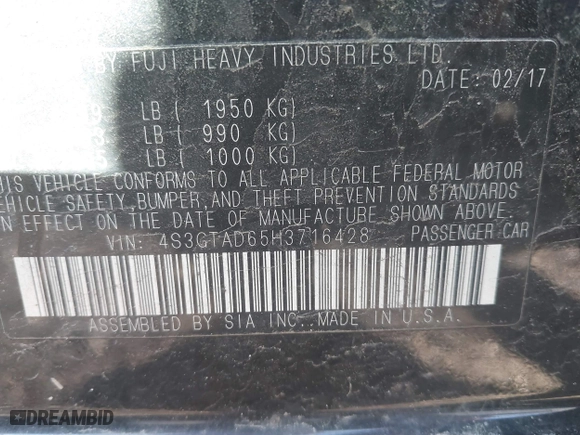 BY FUJI HEAVY INDUSTRIES LTD.
DATE: 02/17
LB ( 1950 KG)
LB ( 990 KG)
LB ( 1000 KG)
VEHICLE CONFORMS TO ALL APPLICABLE FEDERAL MOTOR
VEHICLE SAFETY, BUMPER, AND THEFT PREVENTION STANDARDS
IN EFFECT ON THE DATE OF MANUFACTURE SHOWN ABOVE.
VIN: 4S3GTAD65H3716428 PASSENGER CAR
ASSEMBLED BY SIA INC., MADE IN U.S.A.
DREAMBID